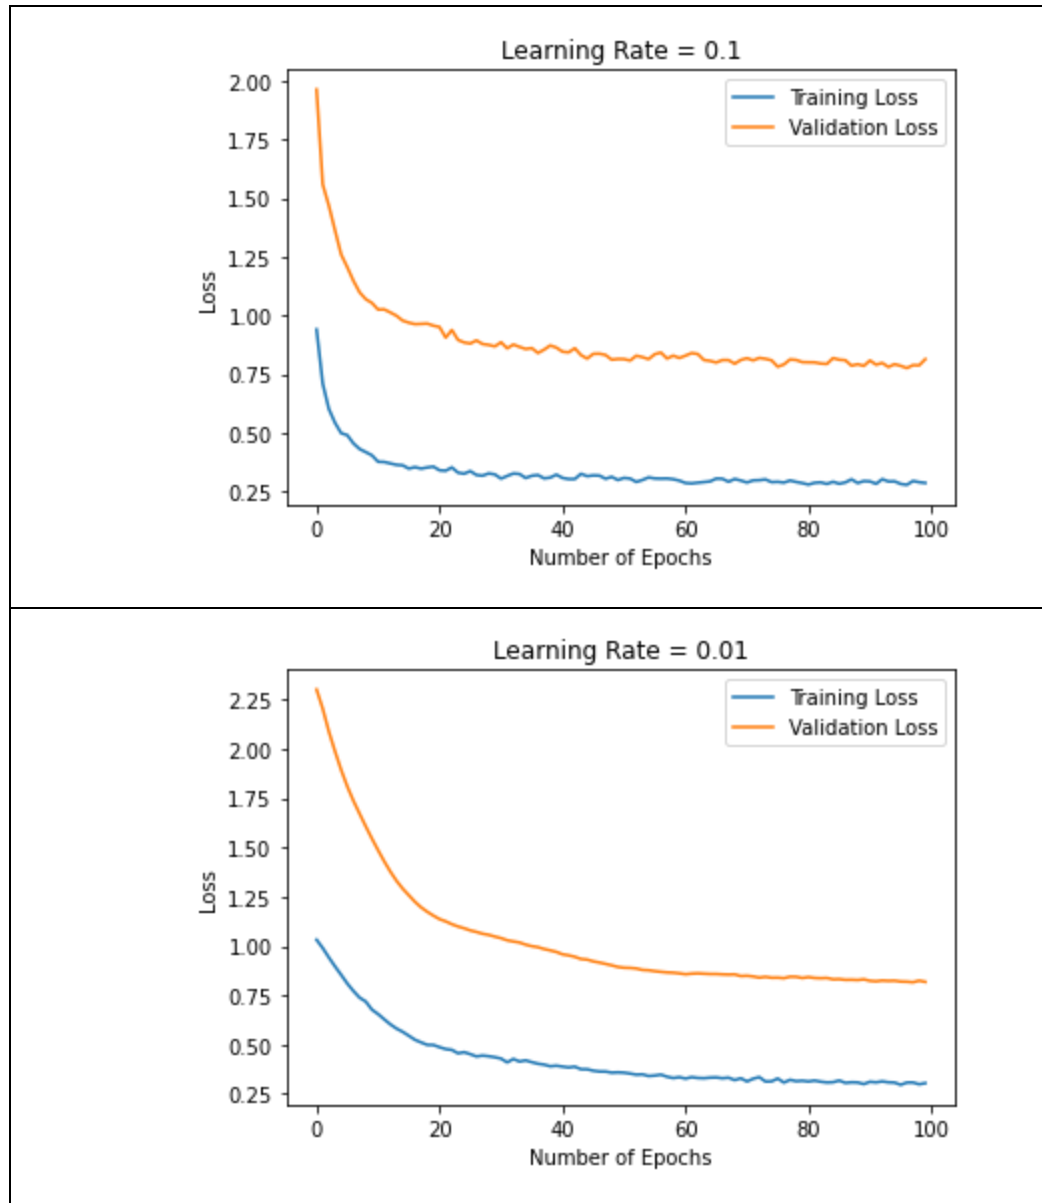 Learning Rate = 0.1
Training Loss
Validation Loss
2.00
1.75
1.50
1.25
1.00
0.75
0.50
0.25
Loss
0 20 40 60 80 100
Number of Epochs
Learning Rate = 0.01
Training Loss
Validation Loss
2.25
2.00
1.75
1.50
1.25
1.00
0.75
0.50
0.25
Loss
0 20 40 60 80 100
Number of Epochs